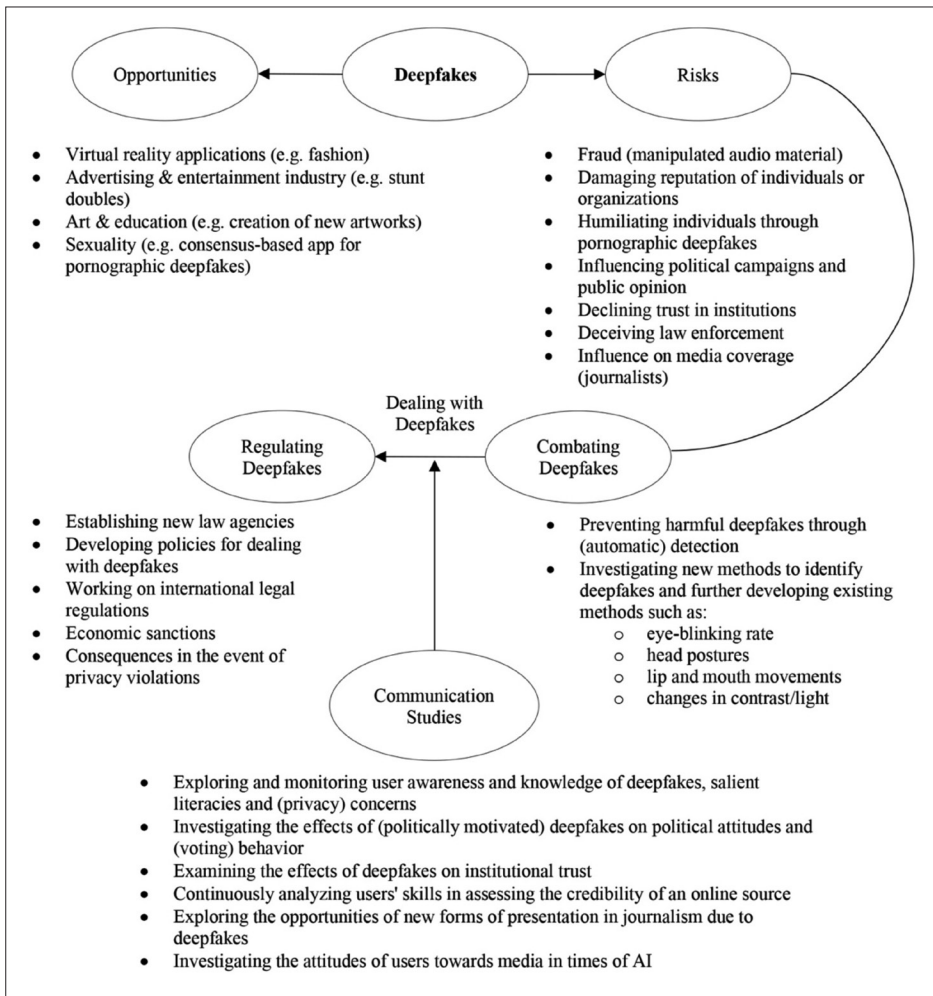 Opportunities
Deepfakes
Risks
• Virtual reality applications (e.g. fashion)
• Advertising & entertainment industry (e.g. stunt
doubles)
• Art & education (e.g. creation of new artworks)
• Sexuality (e.g. consensus-based app for
pornographic deepfakes)
• Fraud (manipulated audio material)
• Damaging reputation of individuals or
organizations
• Humiliating individuals through
pornographic deepfakes
• Influencing political campaigns and
public opinion
• Declining trust in institutions
• Deceiving law enforcement
• Influence on media coverage
(journalists)
Dealing with
Deepfakes
Regulating
Deepfakes
Combating
Deepfakes
• Establishing new law agencies
• Developing policies for dealing
with deepfakes
• Working on international legal
regulations
• Economic sanctions
• Consequences in the event of
privacy violations
• Preventing harmful deepfakes through
(automatic) detection
• Investigating new methods to identify
deepfakes and further developing existing
methods such as:
o eye-blinking rate
o head postures
o lip and mouth movements
o changes in contrast/light
Communication
Studies
• Exploring and monitoring user awareness and knowledge of deepfakes, salient
literacies and (privacy) concerns
• Investigating the effects of (politically motivated) deepfakes on political attitudes and
(voting) behavior
• Examining the effects of deepfakes on institutional trust
• Continuously analyzing users' skills in assessing the credibility of an online source
• Exploring the opportunities of new forms of presentation in journalism due to
deepfakes
• Investigating the attitudes of users towards media in times of AI